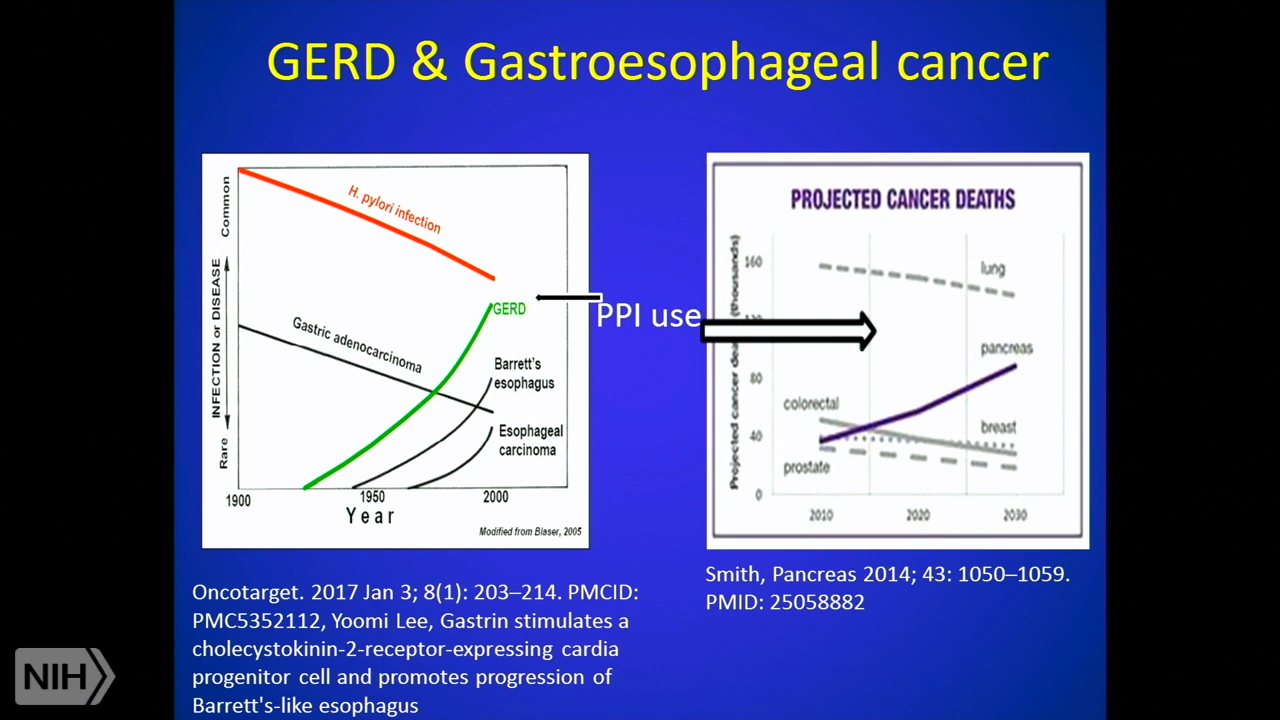 GERD & Gastroesophageal cancer
Common
INFECTION or DISEASE
Rare
H. pylori infection
GERD
Gastric adenocarcinoma
Barrett's
esophagus
Esophageal
carcinoma
1900
1950
2000
Year
Modified from Blaser, 2005
PPI use
PROJECTED CANCER DEATHS
(thousands)
160
80
40
0
lung
pancreas
colorectal
breast
prostate
2010
2020
2030
Oncotarget. 2017 Jan 3; 8(1): 203–214. PMCID:
PMC5352112, Yoomi Lee, Gastrin stimulates a
cholecystokinin-2-receptor-expressing cardia
progenitor cell and promotes progression of
Barrett's-like esophagus
Smith, Pancreas 2014; 43: 1050–1059.
PMID: 25058882
NIH